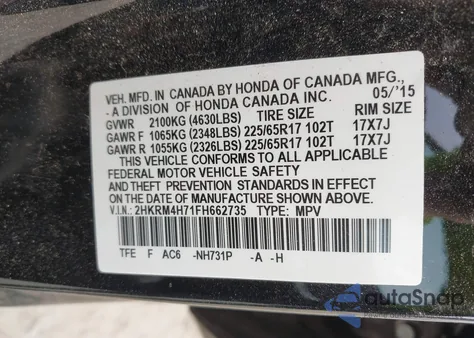 VEH. MFD. IN CANADA BY HONDA OF CANADA MFG.,
- A DIVISION OF HONDA CANADA INC. 05/'15
GVWR 2100KG (4630LBS) TIRE SIZE RIM SIZE
GAWR F 1065KG (2348LBS) 225/65R17 102T 17X7J
GAWR R 1055KG (2326LBS) 225/65R17 102T 17X7J
THIS VEHICLE CONFORMS TO ALL APPLICABLE
FEDERAL MOTOR VEHICLE SAFETY
AND THEFT PREVENTION STANDARDS IN EFFECT
ON THE DATE OF MANUFACTURE SHOWN ABOVE.
V.I.N.: 2HKRM4H71FH662735 TYPE: MPV
TFE F AC6 -NH731P -A -H
autoSnap